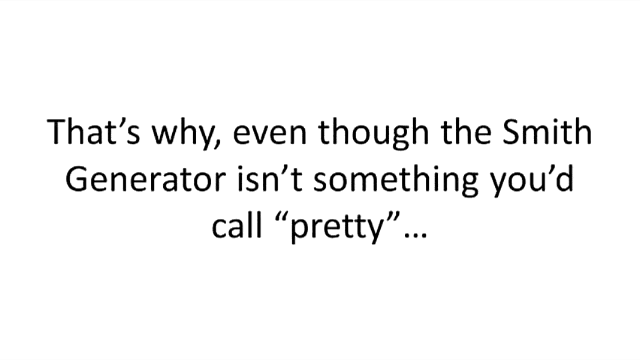 That’s why, even though the Smith
Generator isn’t something you’d
call “pretty”…